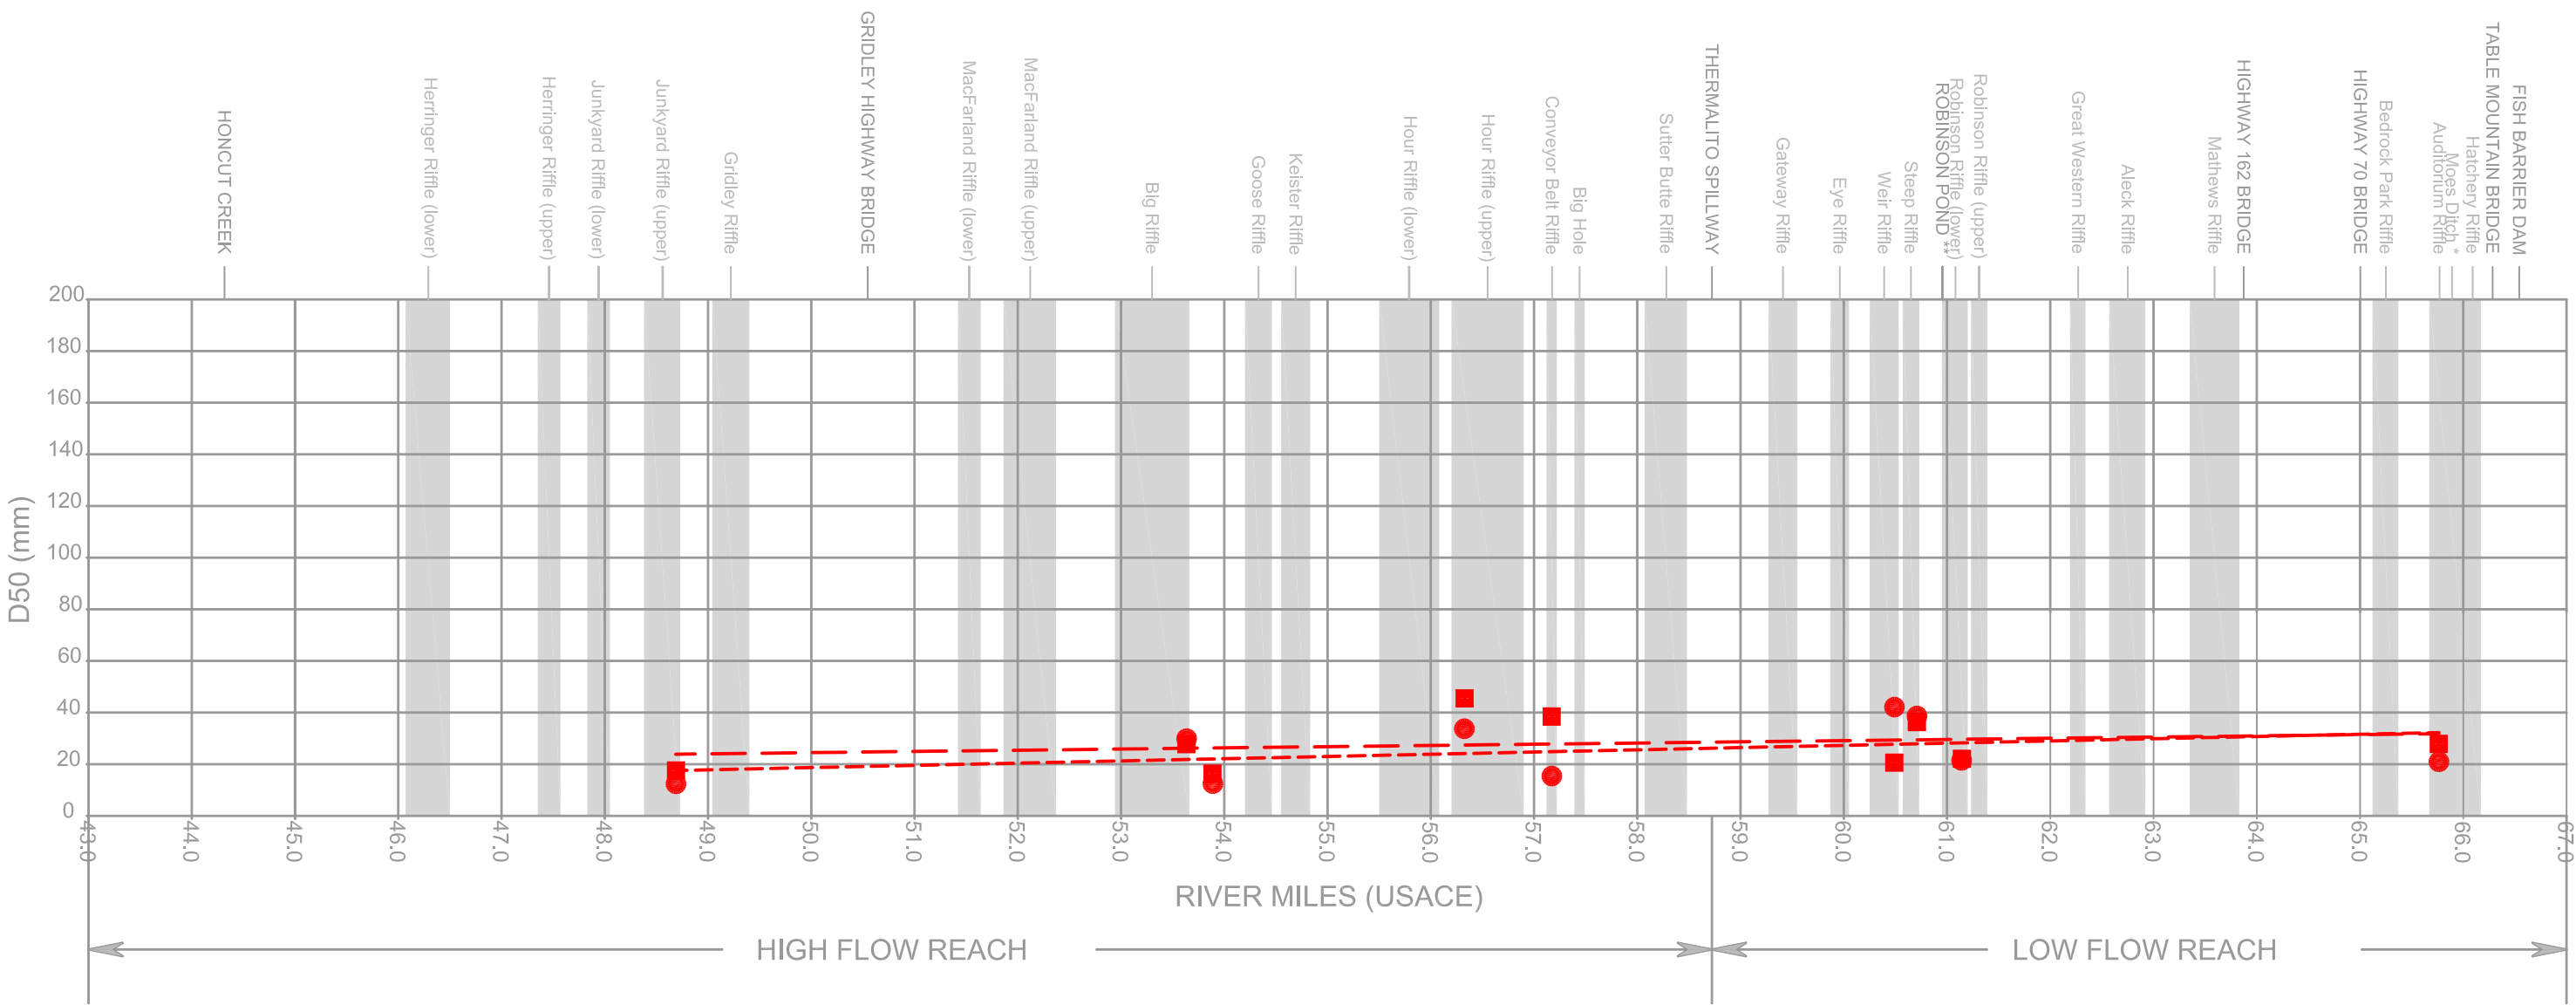 HONCUT CREEK
Herringer Riffle (lower)
Herringer Riffle (upper)
Junkyard Riffle (lower)
Junkyard Riffle (upper)
Gridley Riffle
GRIDLEY HIGHWAY BRIDGE
MacFarland Riffle (lower)
MacFarland Riffle (upper)
Big Riffle
Goose Riffle
Keister Riffle
Hour Riffle (lower)
Hour Riffle (upper)
Conveyor Belt Riffle
Big Hole
Sutter Butte Riffle
THERMALITO SPILLWAY
Gateway Riffle
Eye Riffle
Weir Riffle
Steep Riffle
ROBINSON POND **
Robinson Riffle (lower)
Robinson Riffle (upper)
Great Western Riffle
Aleck Riffle
Mathews Riffle
HIGHWAY 162 BRIDGE
HIGHWAY 70 BRIDGE
Bedrock Park Riffle
Auditorium Riffle
Moes Ditch *
Hatchery Riffle
TABLE MOUNTAIN BRIDGE
FISH BARRIER DAM
200
180
160
140
120
100
80
60
40
20
0
D50 (mm)
43.0
44.0
45.0
46.0
47.0
48.0
49.0
50.0
51.0
52.0
53.0
54.0
55.0
56.0
57.0
58.0
59.0
60.0
61.0
62.0
63.0
64.0
65.0
66.0
67.0
RIVER MILES (USACE)
HIGH FLOW REACH
LOW FLOW REACH